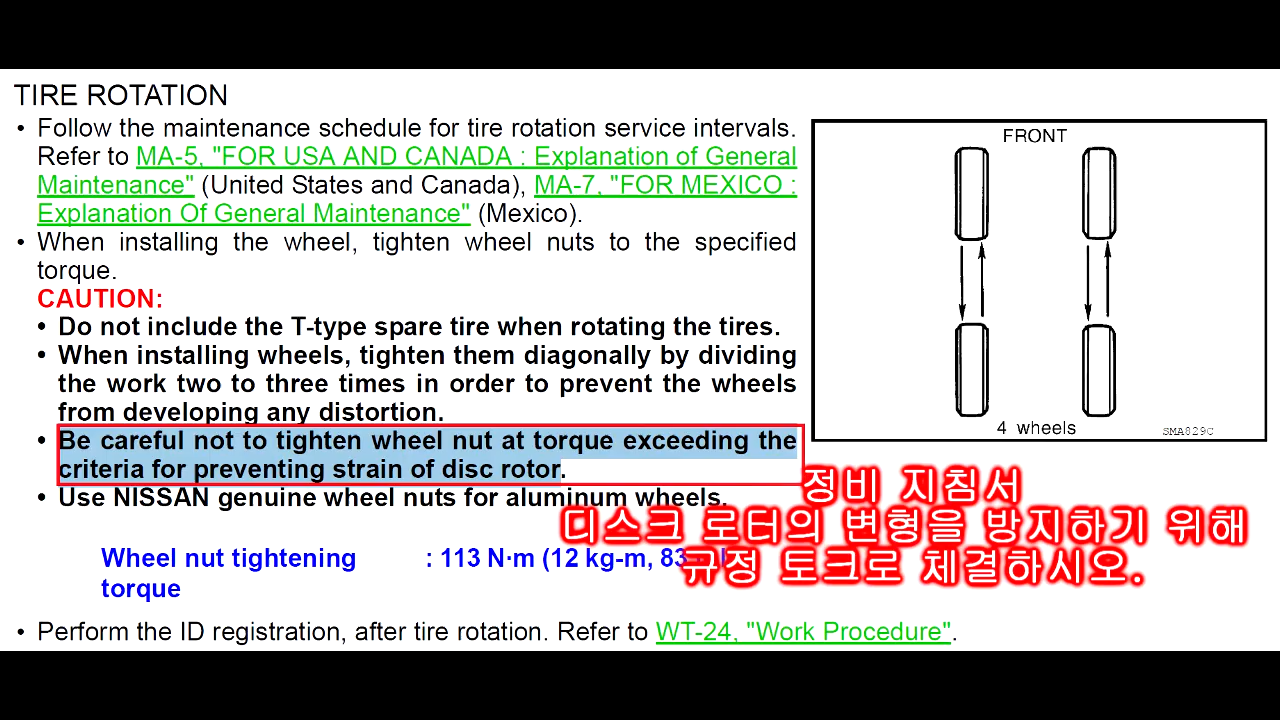 TIRE ROTATION
• Follow the maintenance schedule for tire rotation service intervals.
Refer to MA-5, "FOR USA AND CANADA : Explanation of General
Maintenance" (United States and Canada), MA-7, "FOR MEXICO :
Explanation Of General Maintenance" (Mexico).
• When installing the wheel, tighten wheel nuts to the specified
torque.
CAUTION:
• Do not include the T-type spare tire when rotating the tires.
• When installing wheels, tighten them diagonally by dividing
the work two to three times in order to prevent the wheels
from developing any distortion.
• Be careful not to tighten wheel nut at torque exceeding the
criteria for preventing strain of disc rotor.
• Use NISSAN genuine wheel nuts for aluminum wheels.
Wheel nut tightening : 113 N·m (12 kg-m, 83
torque
• Perform the ID registration, after tire rotation. Refer to WT-24, "Work Procedure".
FRONT
4 wheels
SMA829C
정비 지침서
디스크 로터의 변형을 방지하기 위해
규정 토크로 체결하시오.